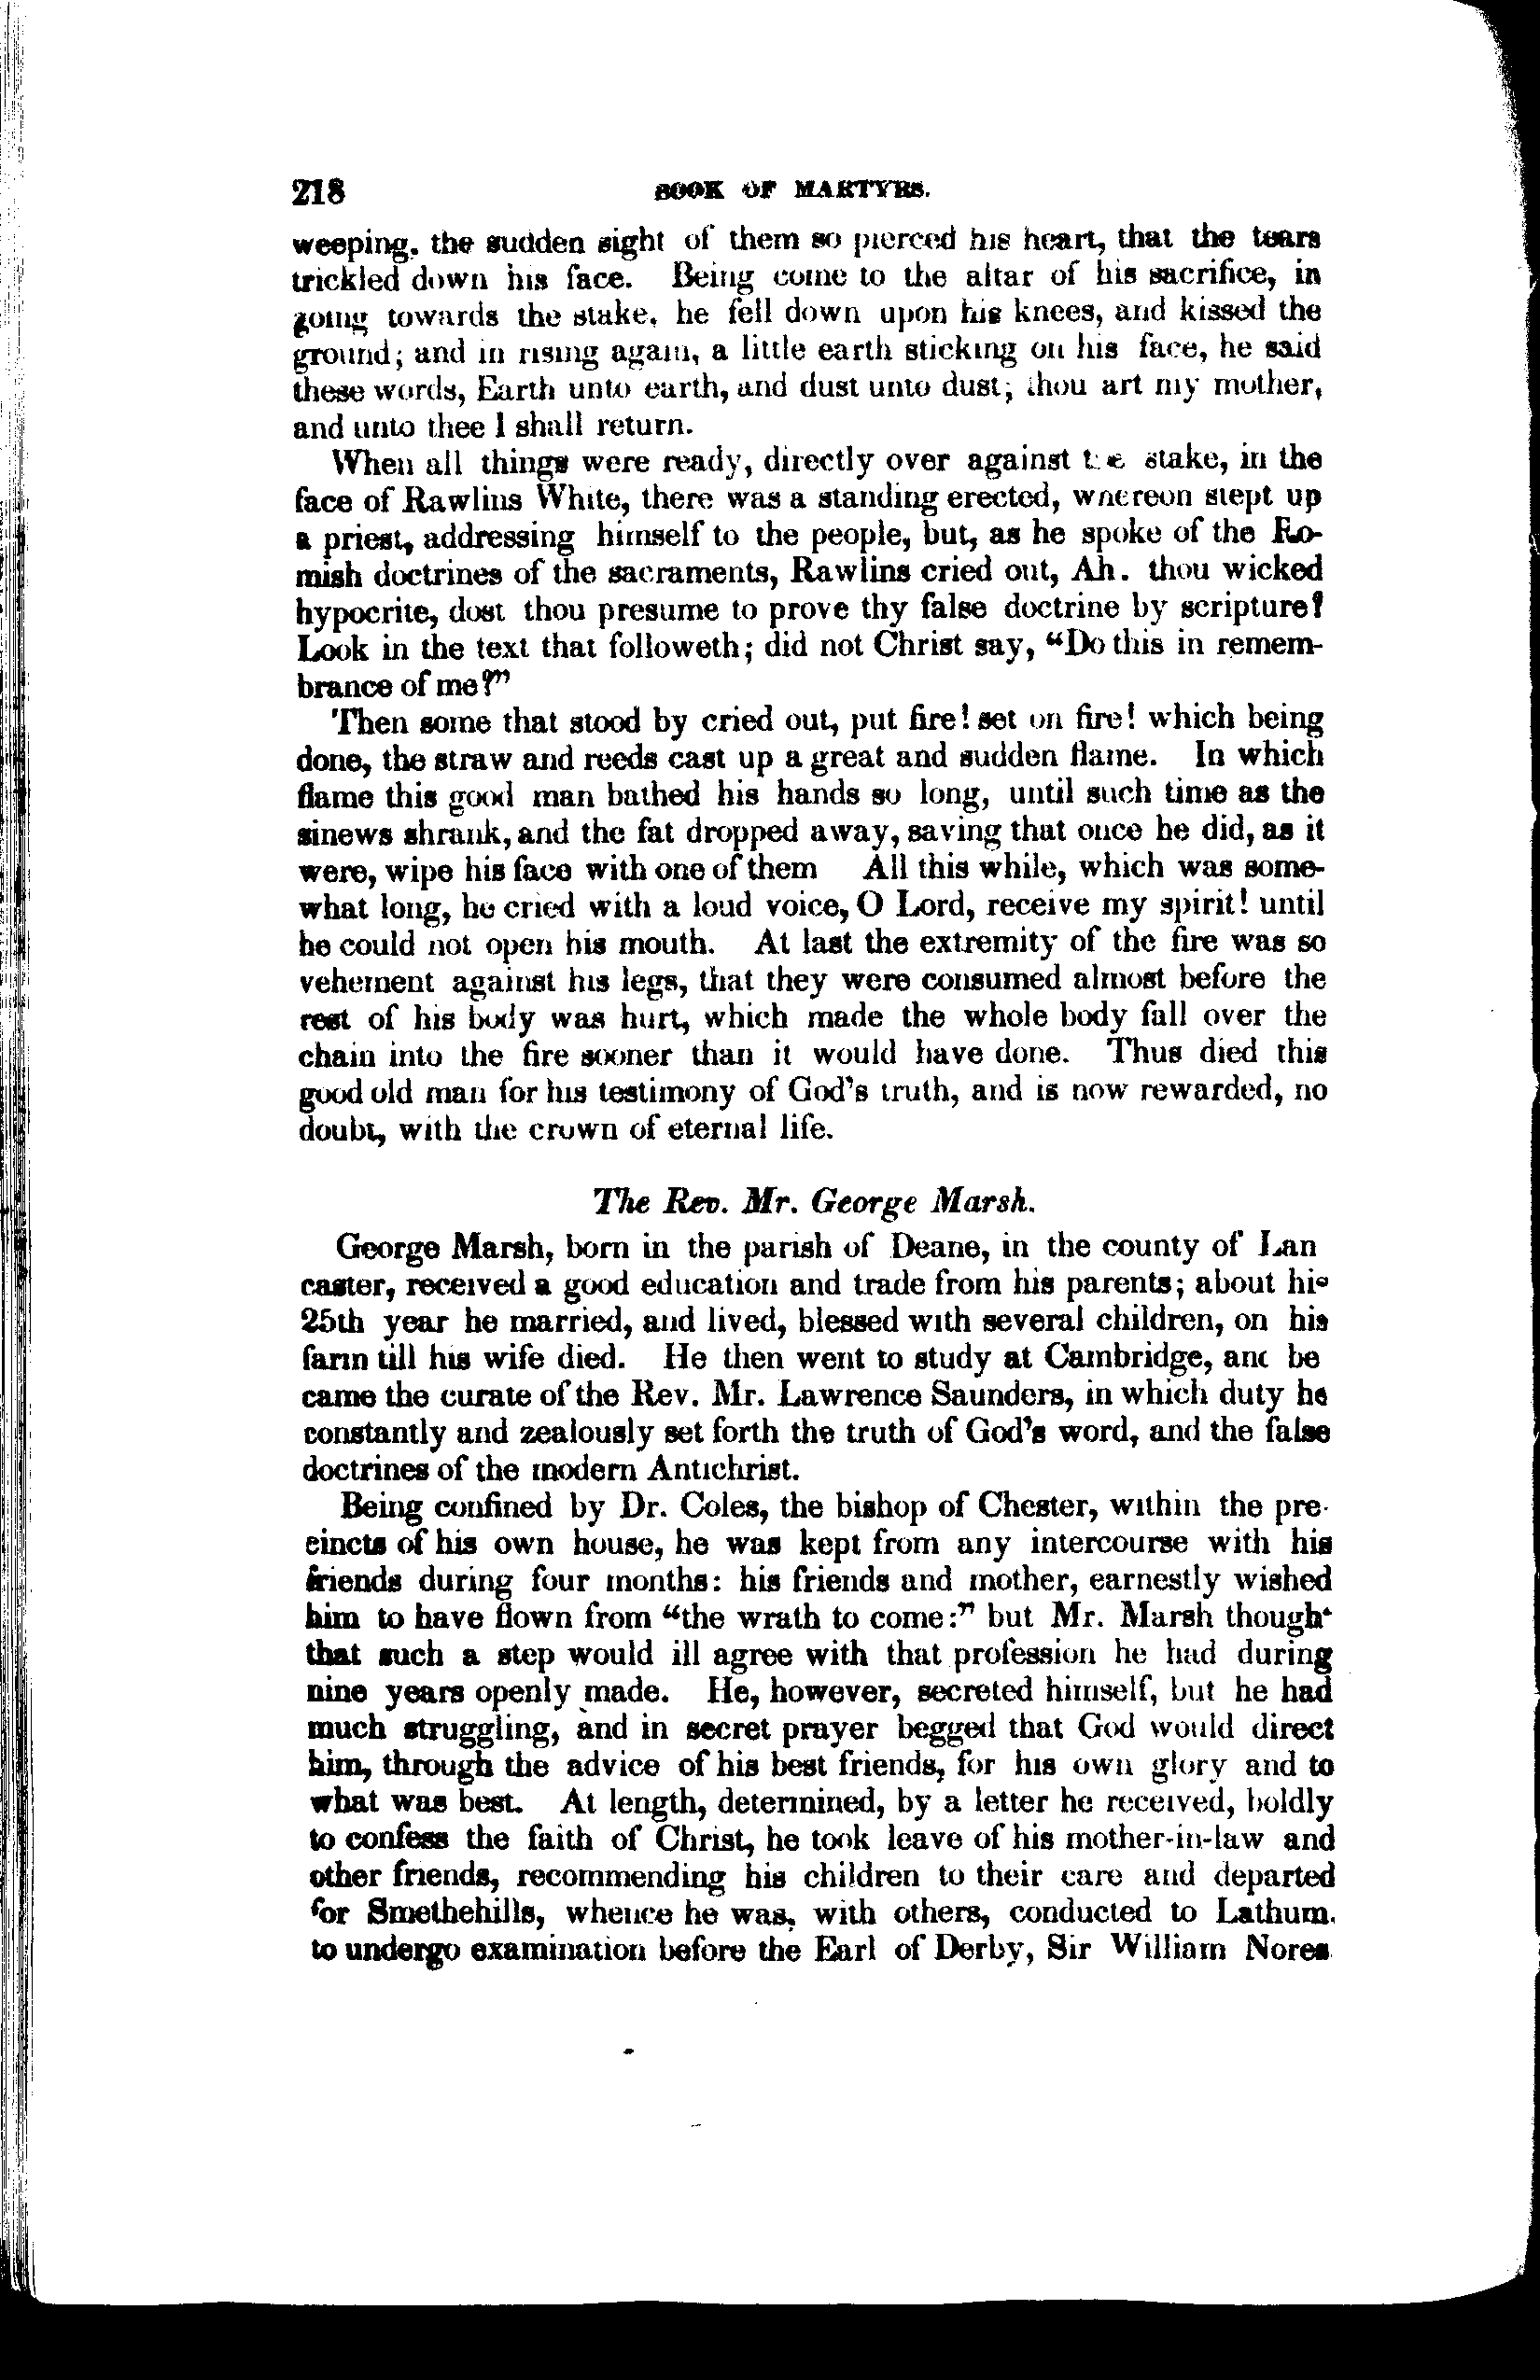 218 BOOK OF MARTYRS.
weeping, the sudden sight of them so pierced his heart, that the tears
trickled down his face. Being come to the altar of his sacrifice, in
going towards the stake, he fell down upon his knees, and kissed the
ground; and in rising again, a little earth sticking on his face, he said
these words, Earth unto earth, and dust unto dust; thou art my mother,
and unto thee I shall return.
When all things were ready, directly over against the stake, in the
face of Rawlins White, there was a standing erected, whereon stept up
a priest, addressing himself to the people, but, as he spoke of the Ro-
mish doctrines of the sacraments, Rawlins cried out, Ah. thou wicked
hypocrite, dost thou presume to prove thy false doctrine by scripture?
Look in the text that followeth; did not Christ say, “Do this in remem-
brance of me?”
Then some that stood by cried out, put fire! set on fire! which being
done, the straw and reeds cast up a great and sudden flame. In which
flame this good man bathed his hands so long, until such time as the
sinews shrank, and the fat dropped away, saving that once he did, as it
were, wipe his face with one of them All this while, which was some-
what long, he cried with a loud voice, O Lord, receive my spirit! until
he could not open his mouth. At last the extremity of the fire was so
vehement against his legs, that they were consumed almost before the
rest of his body was hurt, which made the whole body fall over the
chain into the fire sooner than it would have done. Thus died this
good old man for his testimony of God's truth, and is now rewarded, no
doubt, with the crown of eternal life.
The Rev. Mr. George Marsh.
George Marsh, born in the parish of Deane, in the county of Lan
caster, received a good education and trade from his parents; about his
25th year he married, and lived, blessed with several children, on his
farm till his wife died. He then went to study at Cambridge, and be
came the curate of the Rev. Mr. Lawrence Saunders, in which duty he
constantly and zealously set forth the truth of God's word, and the false
doctrines of the modern Antichrist.
Being confined by Dr. Coles, the bishop of Chester, within the pre-
cincts of his own house, he was kept from any intercourse with his
friends during four months: his friends and mother, earnestly wished
him to have flown from “the wrath to come:” but Mr. Marsh thought
that such a step would ill agree with that profession he had during
nine years openly made. He, however, secreted himself, but he had
much struggling, and in secret prayer begged that God would direct
him, through the advice of his best friends, for his own glory and to
what was best. At length, determined, by a letter he received, boldly
to confess the faith of Christ, he took leave of his mother-in-law and
other friends, recommending his children to their care and departed
for Smethehills, whence he was, with others, conducted to Lathum.
to undergo examination before the Earl of Derby, Sir William Nores